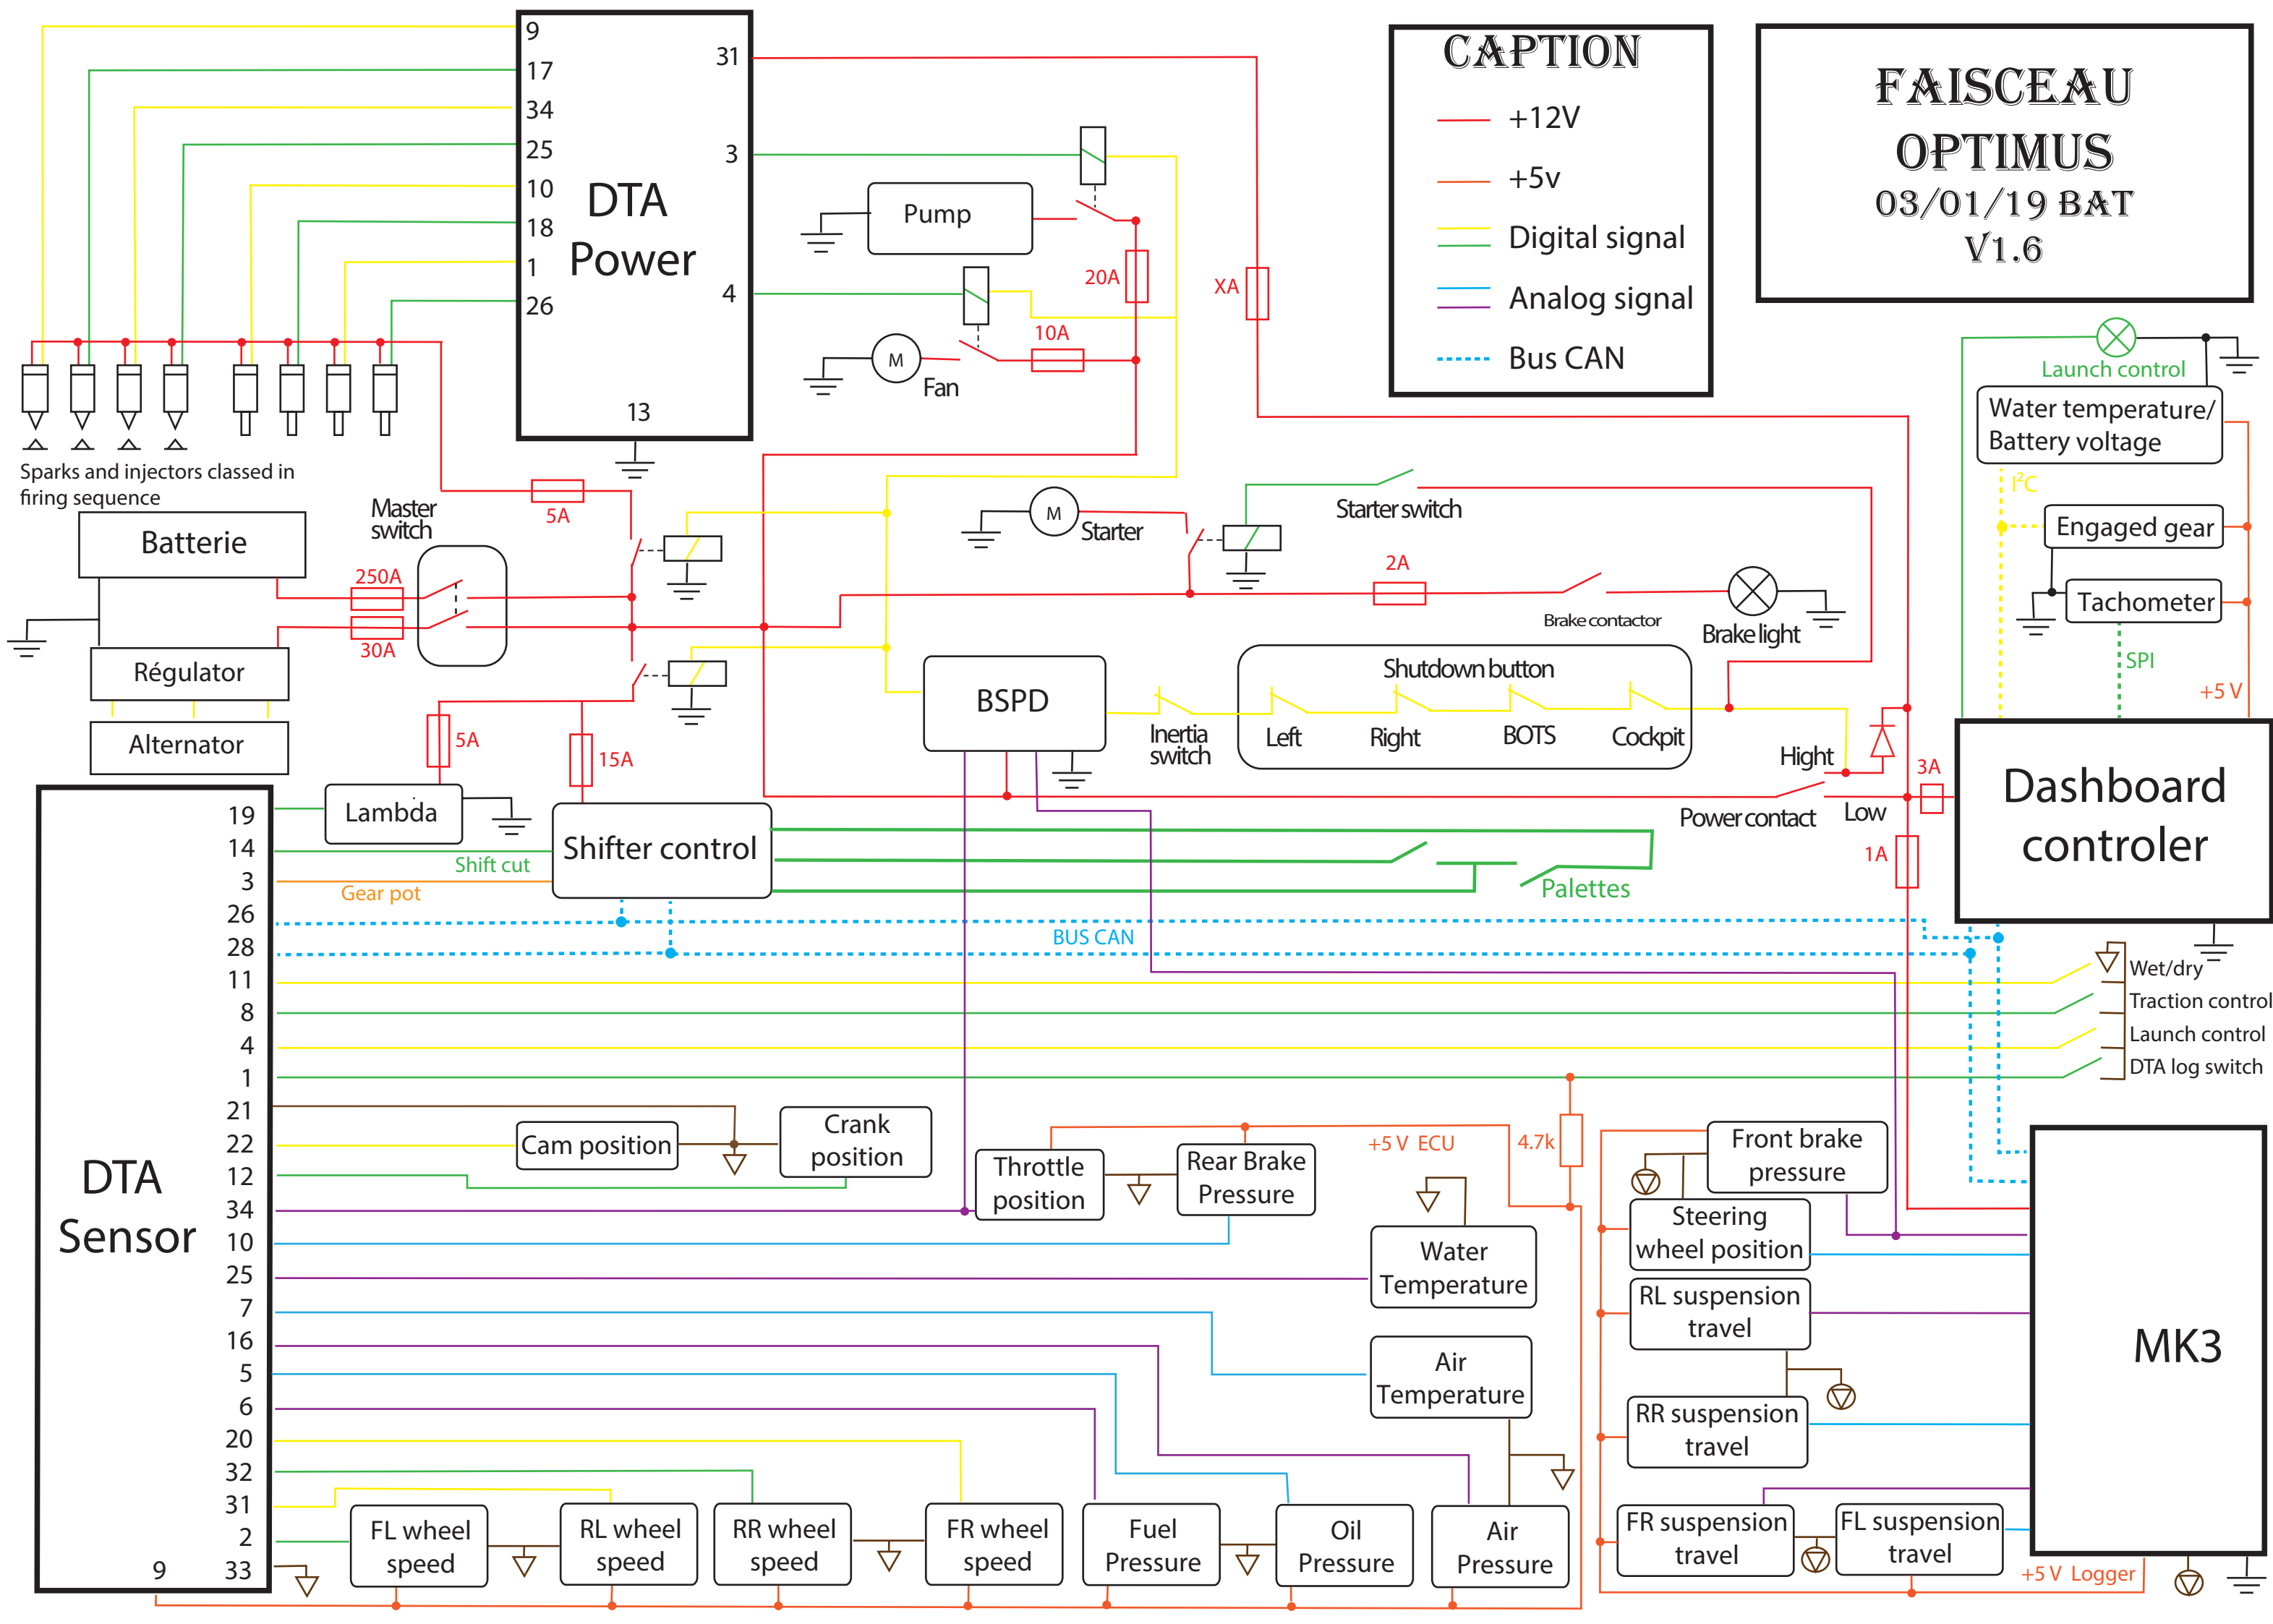 9
17
34
25
10
18
1
26
DTA
Power
31
3
4
13
Pump
20A
10A
M
Fan
XA
CAPTION
+12V
+5v
Digital signal
Analog signal
Bus CAN
FAISCEAU
OPTIMUS
03/01/19 BAT
V1.6
Launch control
Water temperature/
Battery voltage
I²C
Engaged gear
Tachometer
SPI
+5 V
Sparks and injectors classed in
firing sequence
5A
Master
switch
Batterie
250A
30A
Régulator
Alternator
M
Starter
Starter switch
2A
Brake contactor
Brake light
BSPD
Inertia
switch
Shutdown button
Left
Right
BOTS
Cockpit
Hight
Low
Power contact
3A
1A
Dashboard
controler
5A
15A
Lambda
Shifter control
Shift cut
Gear pot
Palettes
BUS CAN
Wet/dry
Traction control
Launch control
DTA log switch
DTA
Sensor
19
14
3
26
28
11
8
4
1
21
22
12
34
10
25
7
16
5
6
20
32
31
2
33
9
Cam position
Crank
position
Throttle
position
Rear Brake
Pressure
+5 V ECU
4.7k
Water
Temperature
Air
Temperature
FL wheel
speed
RL wheel
speed
RR wheel
speed
FR wheel
speed
Fuel
Pressure
Oil
Pressure
Air
Pressure
Front brake
pressure
Steering
wheel position
RL suspension
travel
RR suspension
travel
FR suspension
travel
FL suspension
travel
+5 V Logger
MK3